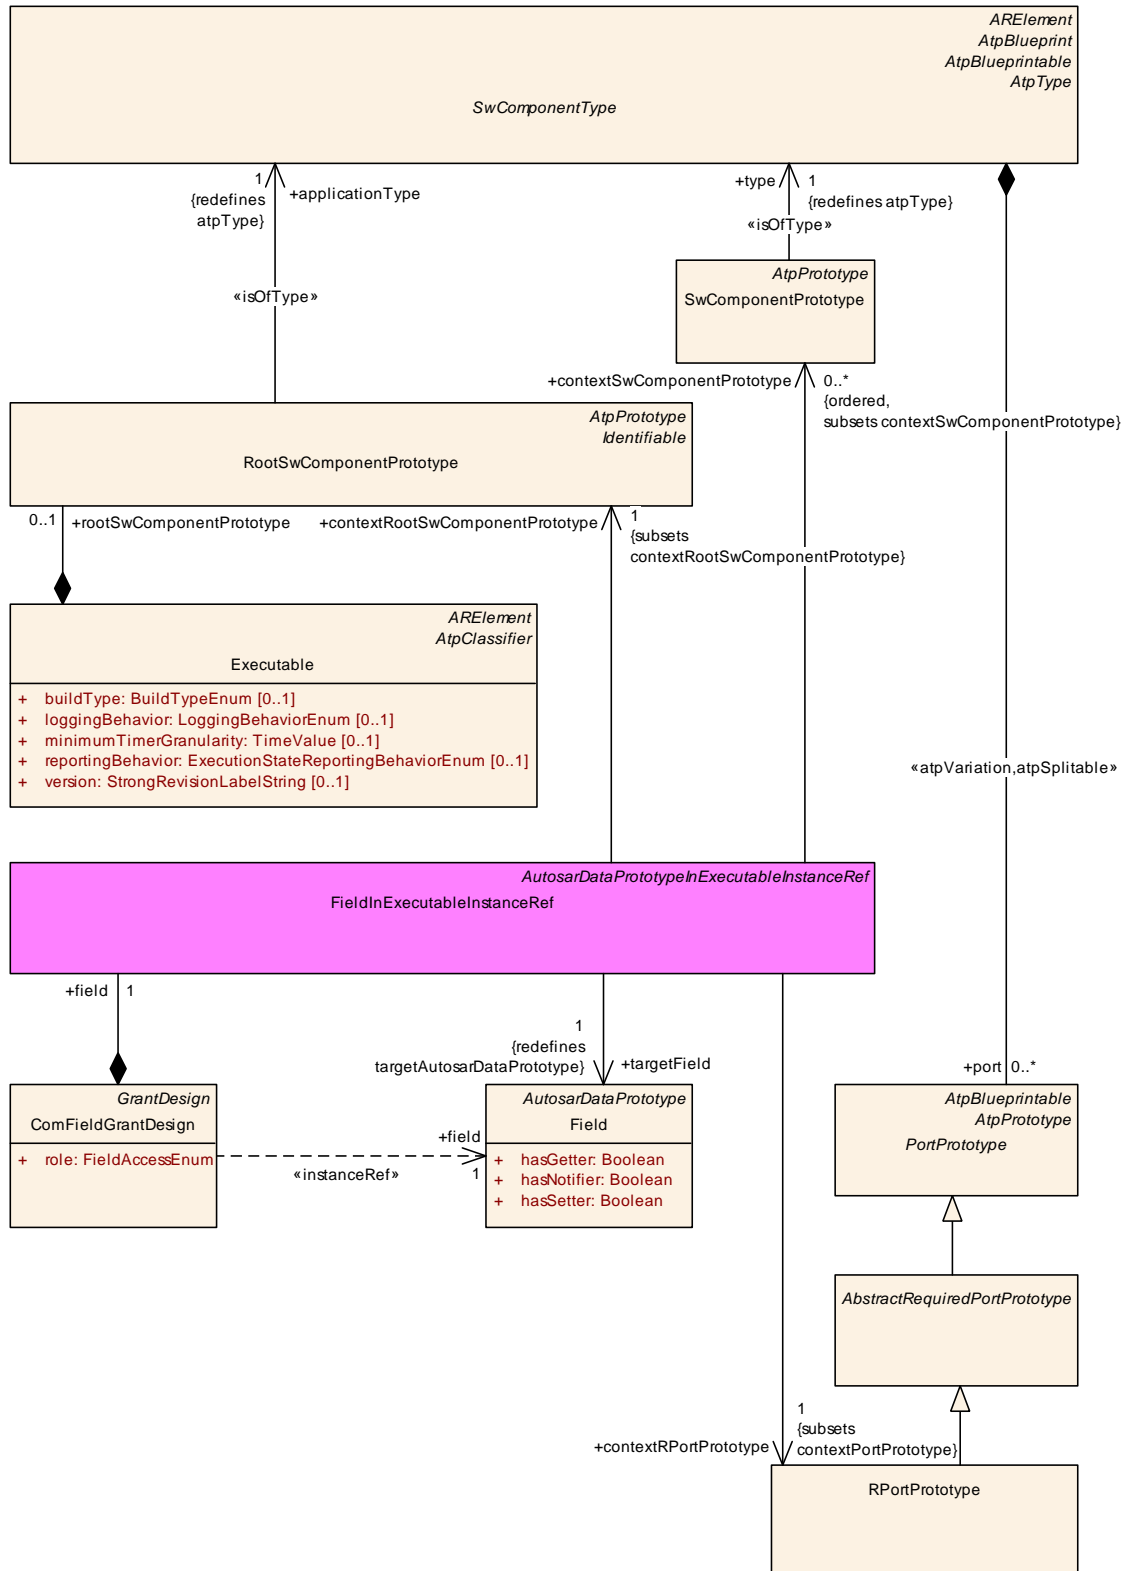 ARElement
AtpBlueprint
AtpBlueprintable
AtpType
SwComponentType
1
{redefines
atpType}
+applicationType
+type
1
{redefines atpType}
«isOfType»
AtpPrototype
SwComponentPrototype
«isOfType»
+contextSwComponentPrototype
0..*
{ordered,
subsets contextSwComponentPrototype}
AtpPrototype
Identifiable
RootSwComponentPrototype
0..1
+rootSwComponentPrototype
+contextRootSwComponentPrototype
1
{subsets
contextRootSwComponentPrototype}
ARElement
AtpClassifier
Executable
+ buildType: BuildTypeEnum [0..1]
+ loggingBehavior: LoggingBehaviorEnum [0..1]
+ minimumTimerGranularity: TimeValue [0..1]
+ reportingBehavior: ExecutionStateReportingBehaviorEnum [0..1]
+ version: StrongRevisionLabelString [0..1]
«atpVariation,atpSplitable»
AutosarDataPrototypeInExecutableInstanceRef
FieldInExecutableInstanceRef
+field
1
1
{redefines
targetAutosarDataPrototype}
+targetField
+port
0..*
GrantDesign
ComFieldGrantDesign
+ role: FieldAccessEnum
+field
1
«instanceRef»
AutosarDataPrototype
Field
+ hasGetter: Boolean
+ hasNotifier: Boolean
+ hasSetter: Boolean
AtpBlueprintable
AtpPrototype
PortPrototype
AbstractRequiredPortPrototype
+contextRPortPrototype
1
{subsets
contextPortPrototype}
RPortPrototype